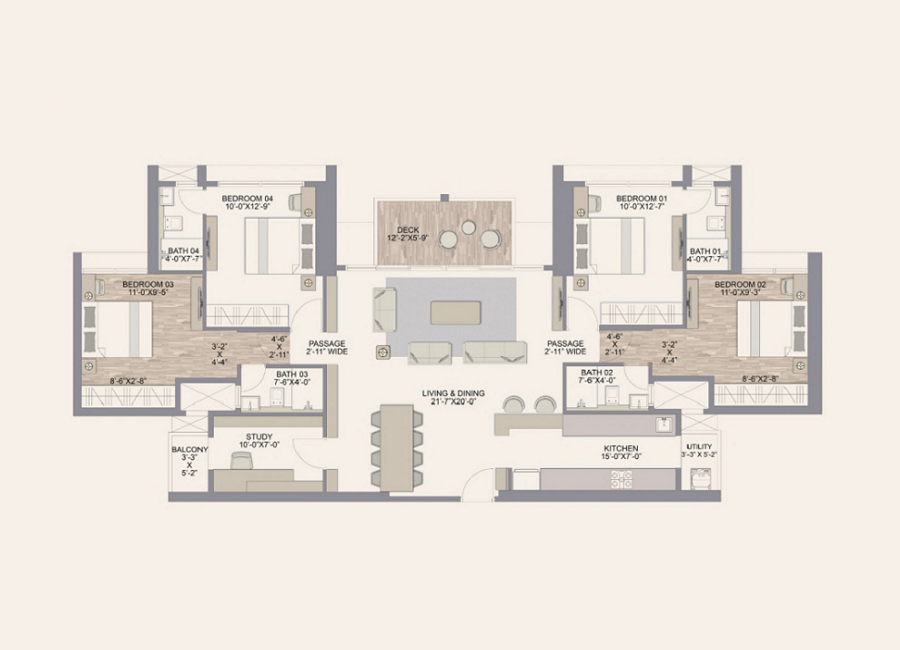 BEDROOM 04
10'-0"X12'-9"
BEDROOM 01
10'-0"X12'-7"
DECK
12'-2"X5'-9"
BATH 04
4'-0"X7'-7"
BATH 01
4'-0"X7'-7"
BEDROOM 03
11'-0"X9'-5"
BEDROOM 02
11'-0"X9'-3"
3'-2"
X
4'-4"
4'-6"
X
2'-11"
PASSAGE
2'-11" WIDE
PASSAGE
2'-11" WIDE
4'-6"
X
2'-11"
3'-2"
X
4'-4"
8'-6"X2'-8"
BATH 03
7'-6"X4'-0"
BATH 02
7'-6"X4'-0"
8'-6"X2'-8"
LIVING & DINING
21'-7"X20'-0"
BALCONY
3'-3"
X
5'-2"
STUDY
10'-0"X7'-0"
KITCHEN
15'-0"X7'-0"
UTILITY
3'-3" X 5'-2"